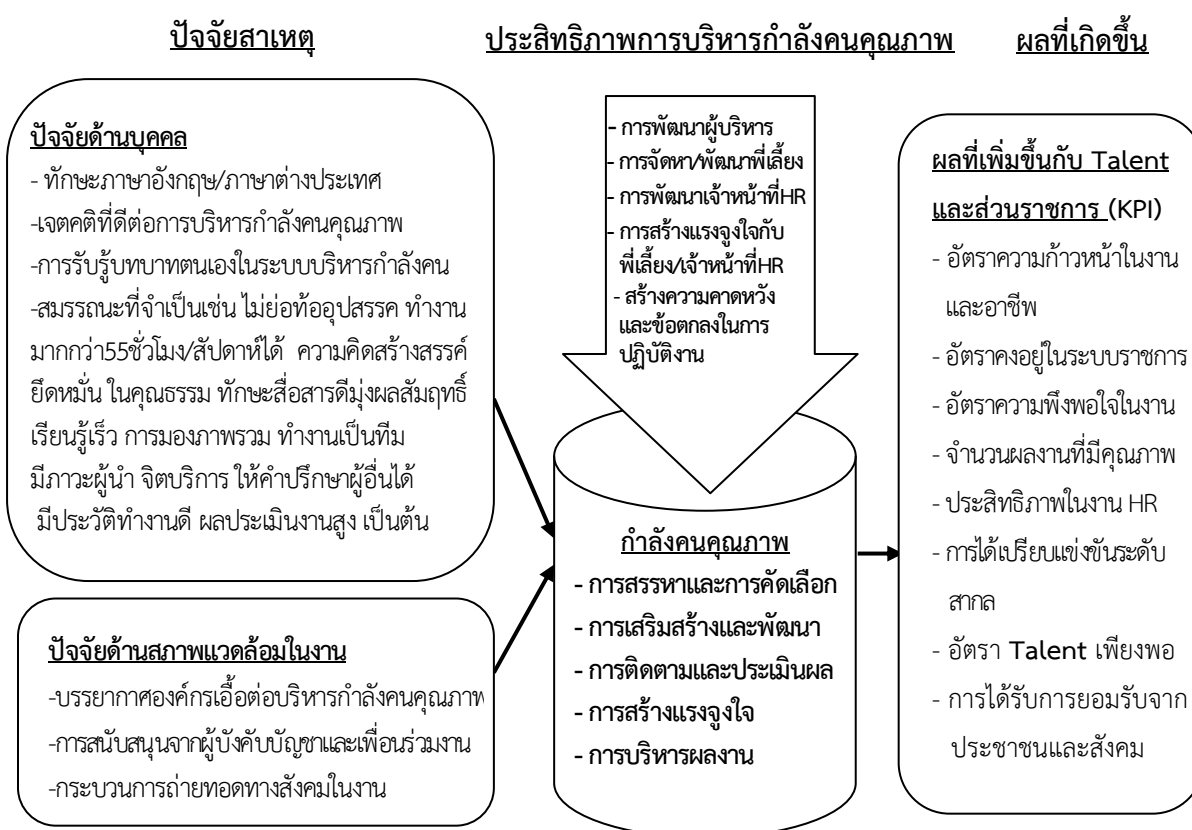 ปัจจัยสาเหตุ
ประสิทธิภาพการบริหารกำลังคนคุณภาพ
ผลที่เกิดขึ้น
ปัจจัยด้านบุคคล
- ทักษะภาษาอังกฤษ/ภาษาต่างประเทศ
-เจตคติที่ดีต่อการบริหารกำลังคนคุณภาพ
-การรับรู้บทบาทตนเองในระบบบริหารกำลังคน
-สมรรถนะที่จำเป็นเช่น ไม่ย่อท้ออุปสรรค ทำงาน
มากกว่า55ชั่วโมง/สัปดาห์ได้ ความคิดสร้างสรรค์
ยึดหมั่น ในคุณธรรม ทักษะสื่อสารดีมุ่งผลสัมฤทธิ์
เรียนรู้เร็ว การมองภาพรวม ทำงานเป็นทีม
มีภาวะผู้นำ จิตบริการ ให้คำปรึกษาผู้อื่นได้
มีประวัติทำงานดี ผลประเมินงานสูง เป็นต้น
ปัจจัยด้านสภาพแวดล้อมในงาน
-บรรยากาศองค์กรเอื้อต่อบริหารกำลังคนคุณภาพ
-การสนับสนุนจากผู้บังคับบัญชาและเพื่อนร่วมงาน
-กระบวนการถ่ายทอดทางสังคมในงาน
- การพัฒนาผู้บริหาร
- การจัดหา/พัฒนาพี่เลี้ยง
- การพัฒนาเจ้าหน้าที่HR
- การสร้างแรงจูงใจกับ
พี่เลี้ยง/เจ้าหน้าที่HR
- สร้างความคาดหวัง
และข้อตกลงในการ
ปฏิบัติงาน
กำลังคนคุณภาพ
- การสรรหาและการคัดเลือก
- การเสริมสร้างและพัฒนา
- การติดตามและประเมินผล
- การสร้างแรงจูงใจ
- การบริหารผลงาน
ผลที่เพิ่มขึ้นกับ Talent
และส่วนราชการ (KPI)
- อัตราความก้าวหน้าในงาน
และอาชีพ
- อัตราคงอยู่ในระบบราชการ
- อัตราความพึงพอใจในงาน
- จำนวนผลงานที่มีคุณภาพ
- ประสิทธิภาพในงาน HR
- การได้เปรียบแข่งขันระดับ
สากล
- อัตรา Talent เพียงพอ
- การได้รับการยอมรับจาก
ประชาชนและสังคม